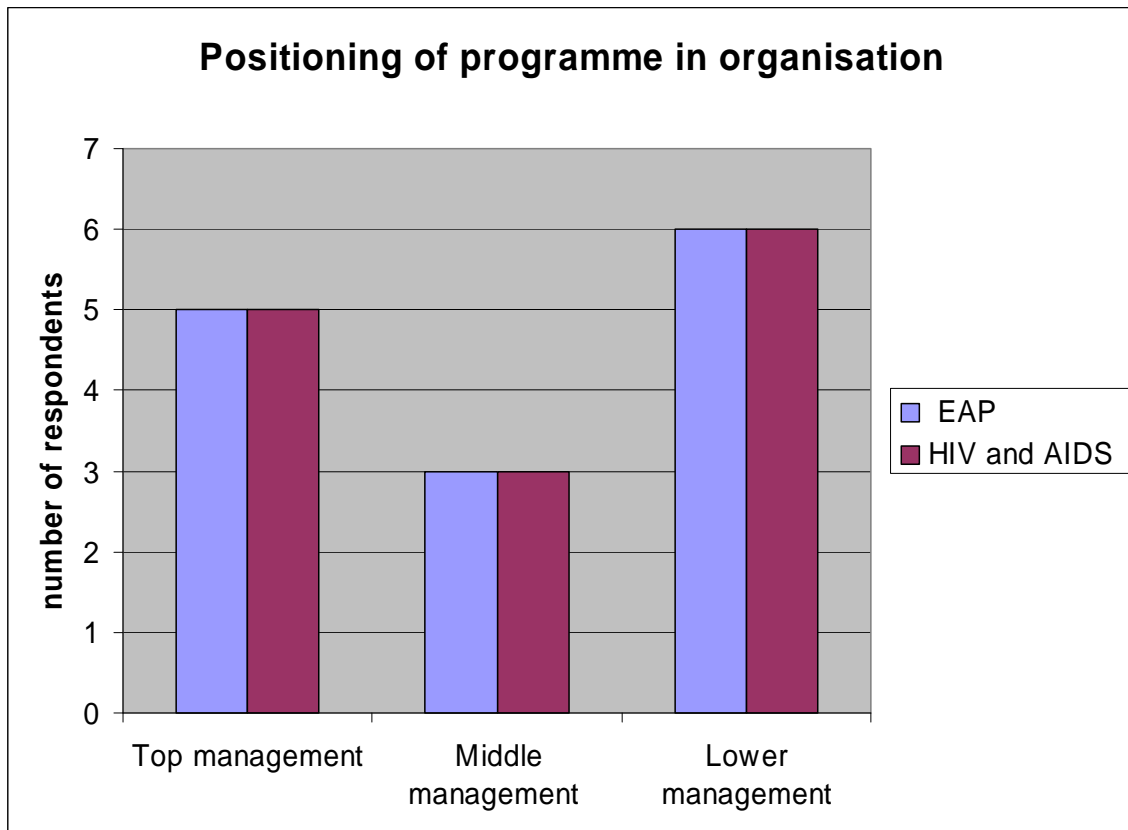 Positioning of programme in organisation
7
6
5
4
3
2
1
0
number of respondents
Top management
Middle
management
Lower
management
EAP
HIV and AIDS